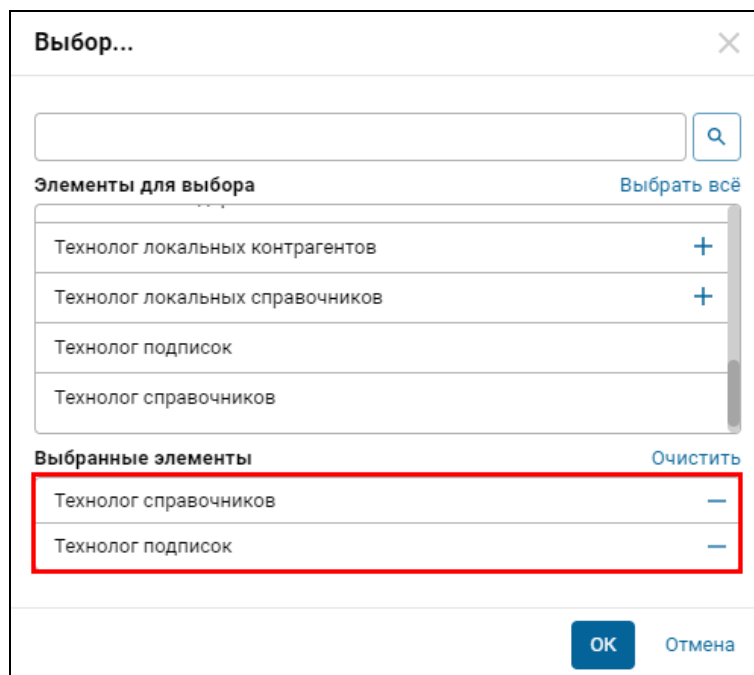 Выбор...
Элементы для выбора Выбрать всё
Технолог локальных контрагентов
Технолог локальных справочников
Технолог подписок
Технолог справочников
Выбранные элементы Очистить
Технолог справочников
Технолог подписок
ОК Отмена